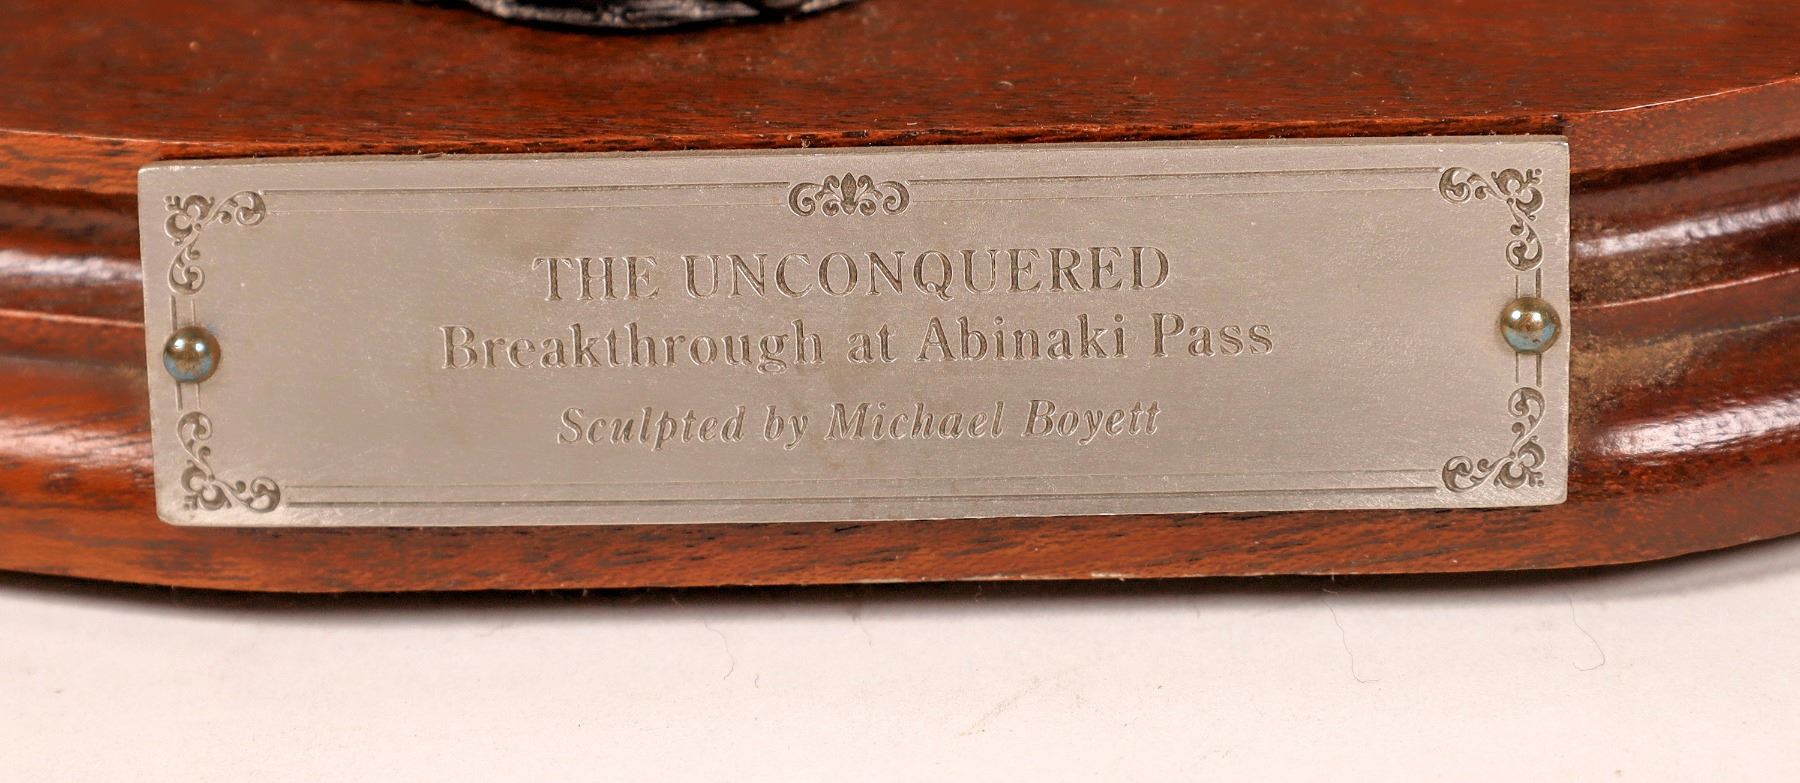 THE UNCONQUERED
Breakthrough at Abinaki Pass
Sculpted by Michael Boyett